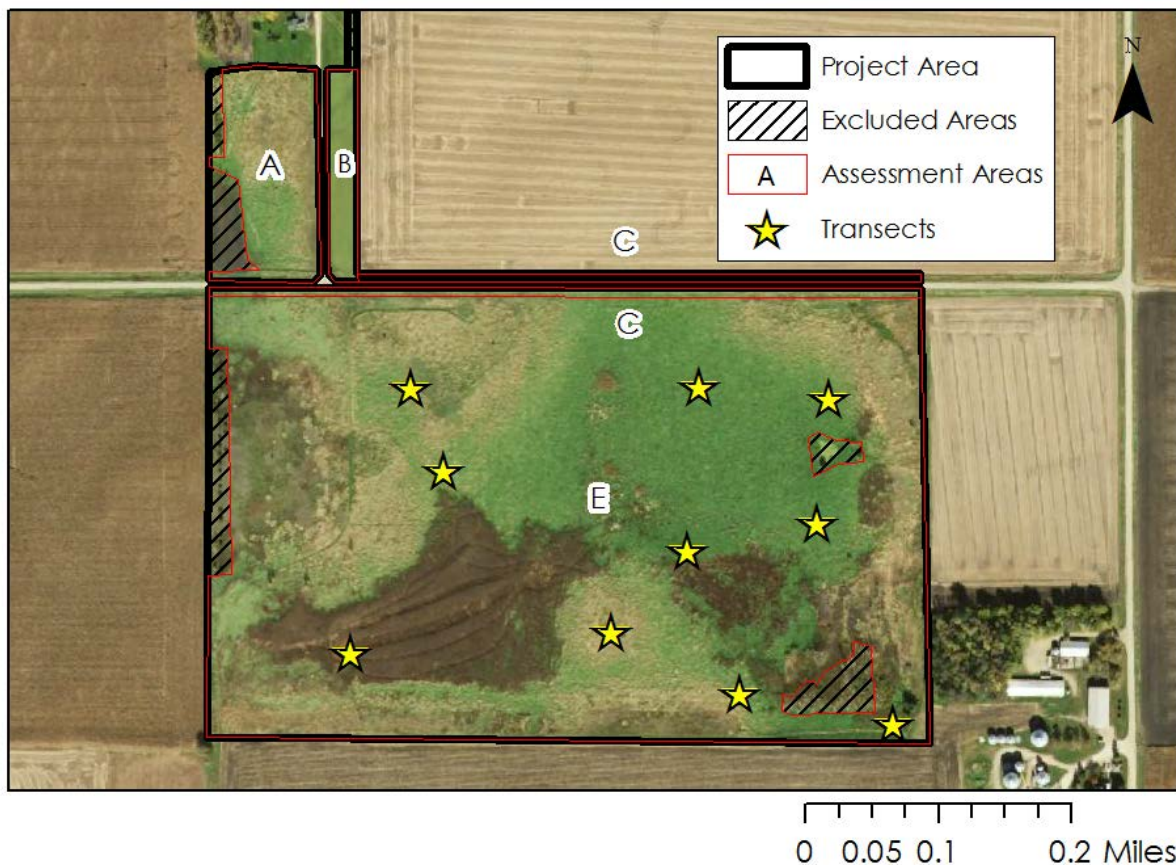 N
Project Area
Excluded Areas
A Assessment Areas
Transects
A
B
C
C
E
0 0.05 0.1 0.2 Miles